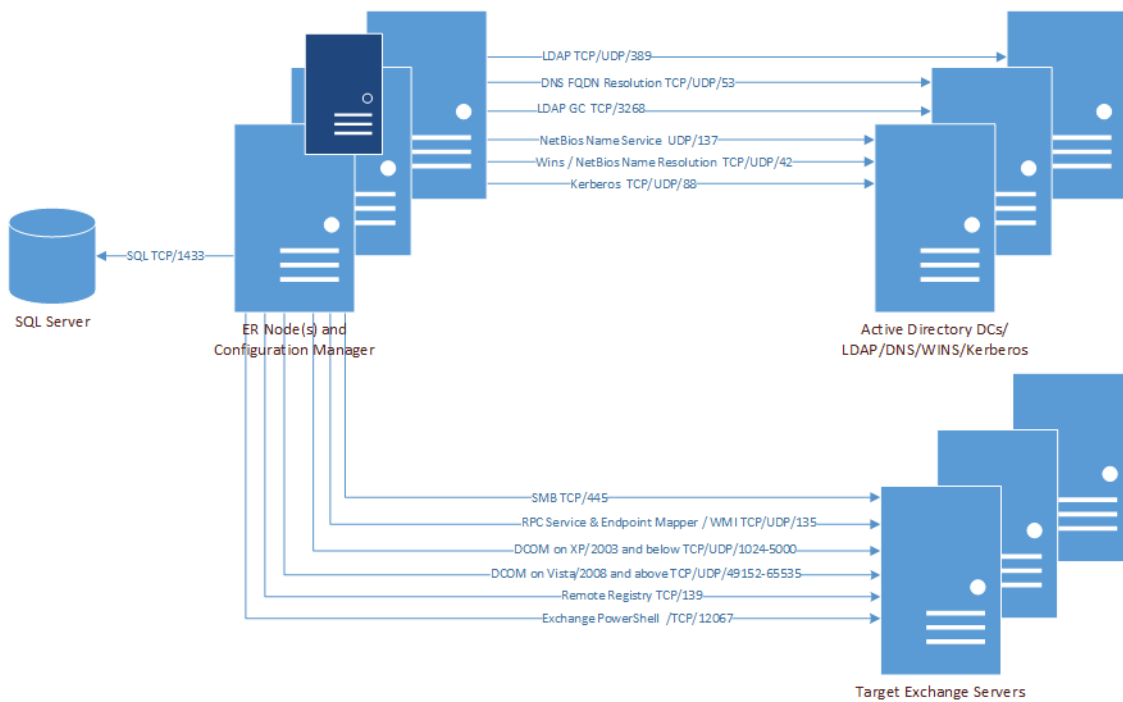 LDAP TCP/UDP/389
DNS FQDN Resolution TCP/UDP/53
LDAP GC TCP/3268
NetBios Name Service UDP/137
Wins / NetBios Name Resolution TCP/UDP/42
Kerberos TCP/UDP/88
SQL TCP/1433
SQL Server
ER Node(s) and
Configuration Manager
Active Directory DCs/
LDAP/DNS/WINS/Kerberos
SMB TCP/445
RPC Service & Endpoint Mapper / WMI TCP/UDP/135
DCOM on XP/2003 and below TCP/UDP/1024-5000
DCOM on Vista/2008 and above TCP/UDP/49152-65535
Remote Registry TCP/139
Exchange PowerShell /TCP/12067
Target Exchange Servers